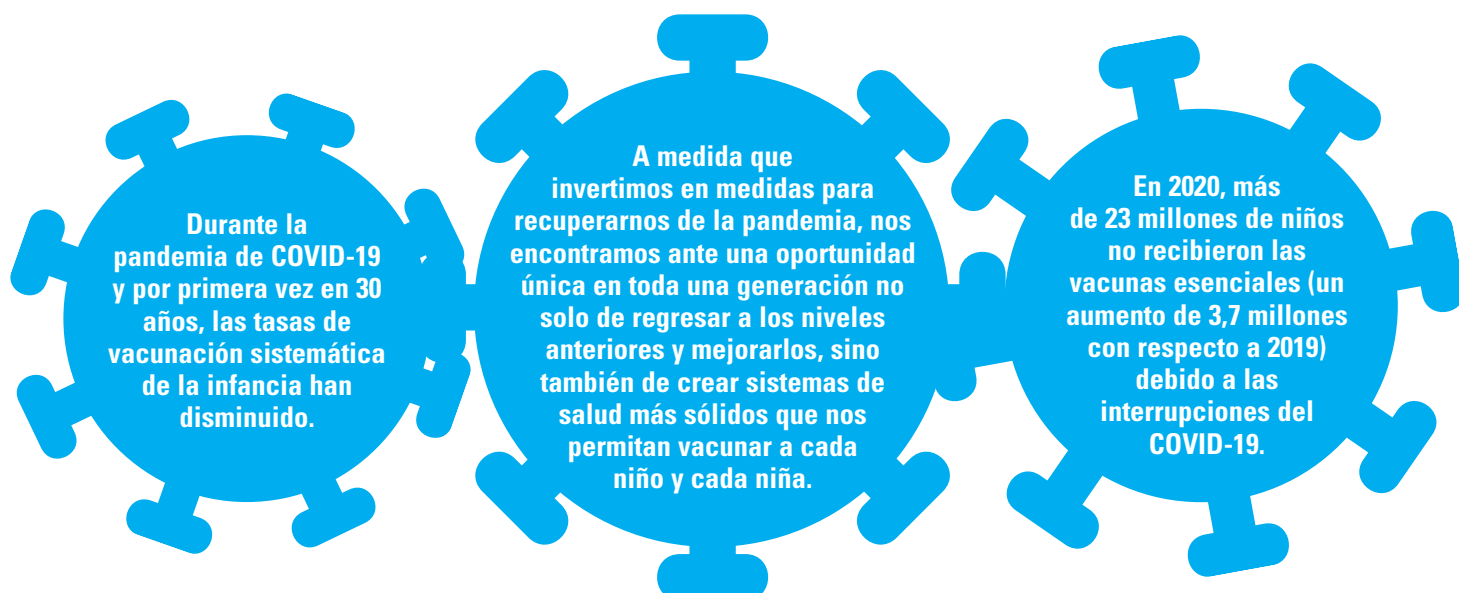 Durante la
pandemia de COVID-19
y por primera vez en 30
años, las tasas de
vacunación sistemática
de la infancia han
disminuido.
A medida que
invertimos en medidas para
recuperarnos de la pandemia, nos
encontramos ante una oportunidad
única en toda una generación no
solo de regresar a los niveles
anteriores y mejorarlos, sino
también de crear sistemas de
salud más sólidos que nos
permitan vacunar a cada
niño y cada niña.
En 2020, más
de 23 millones de niños
no recibieron las
vacunas esenciales (un
aumento de 3,7 millones
con respecto a 2019)
debido a las
interrupciones del
COVID-19.